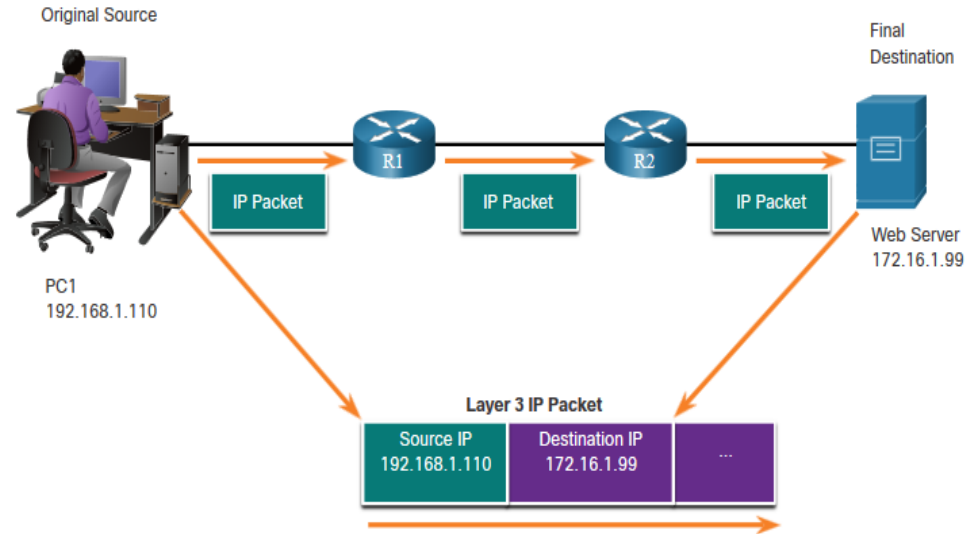 Original Source
Final
Destination
R1
R2
IP Packet
IP Packet
IP Packet
Web Server
172.16.1.99
PC1
192.168.1.110
Layer 3 IP Packet
Source IP
192.168.1.110
Destination IP
172.16.1.99
...